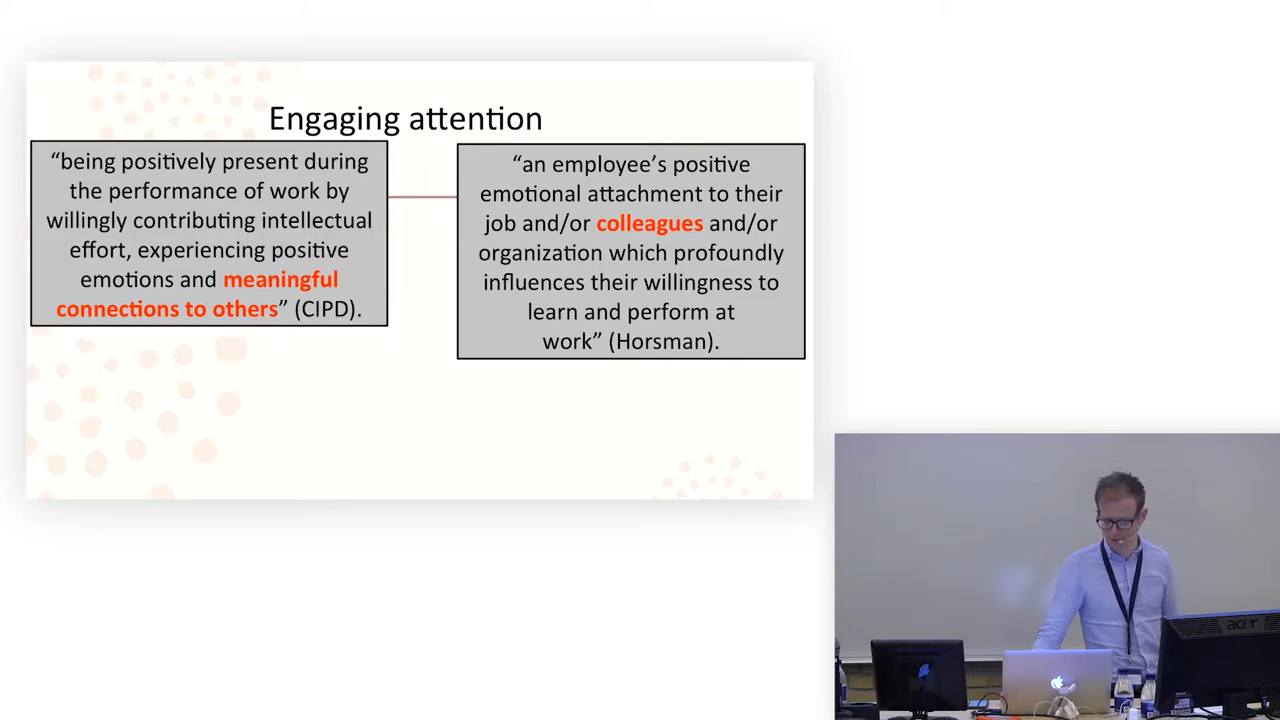 Engaging attention
“being positively present during
the performance of work by
willingly contributing intellectual
effort, experiencing positive
emotions and meaningful
connections to others” (CIPD).
“an employee’s positive
emotional attachment to their
job and/or colleagues and/or
organization which profoundly
influences their willingness to
learn and perform at
work” (Horsman).
acer